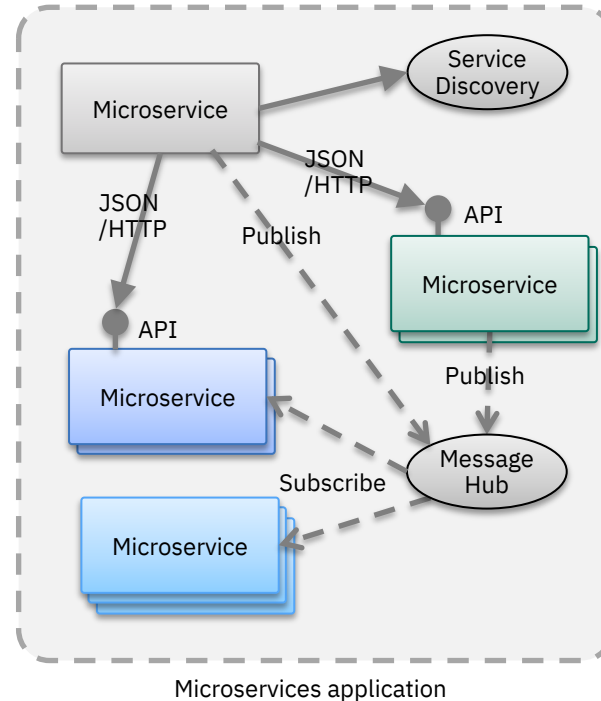 Service
Discovery
Microservice
JSON
/HTTP
JSON
/HTTP
API
Publish
Microservice
API
Publish
Microservice
Message
Hub
Subscribe
Microservice
Microservices application